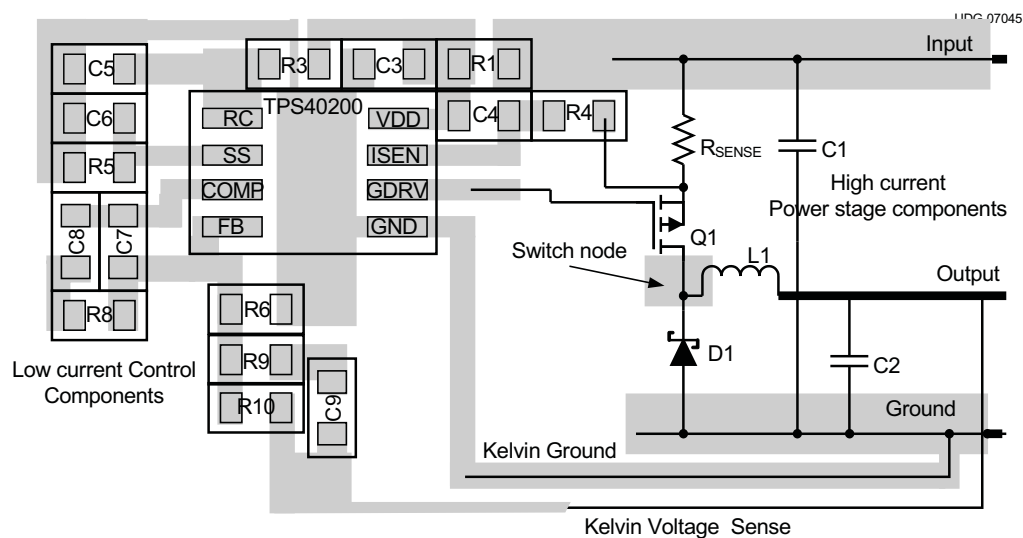 UDG-07045
Input
C5
R3
C3
R1
TPS40200
C6
RC
VDD
C4
R4
RSENSE
C1
R5
SS
ISEN
COMP
GDRV
High current
Power stage components
C8
C7
FB
GND
Q1
Switch node
L1
Output
R8
R6
Low current Control
Components
R9
D1
C2
R10
C9
Ground
Kelvin Ground
Kelvin Voltage Sense